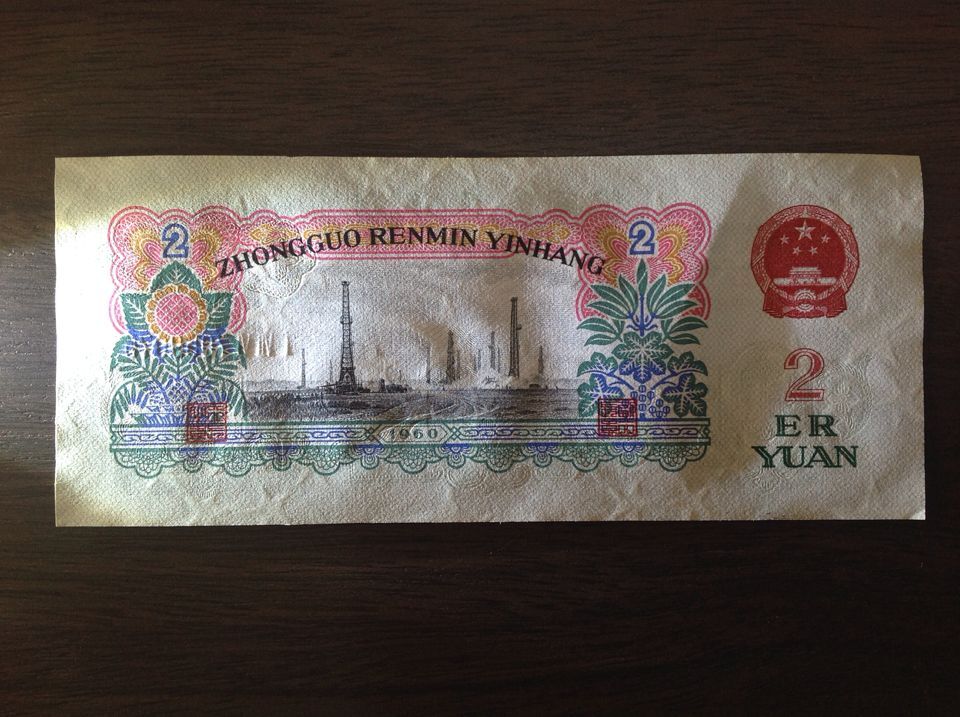 2
2
ZHONGGUO RENMIN YINHANG
1960
2
ER
YUAN